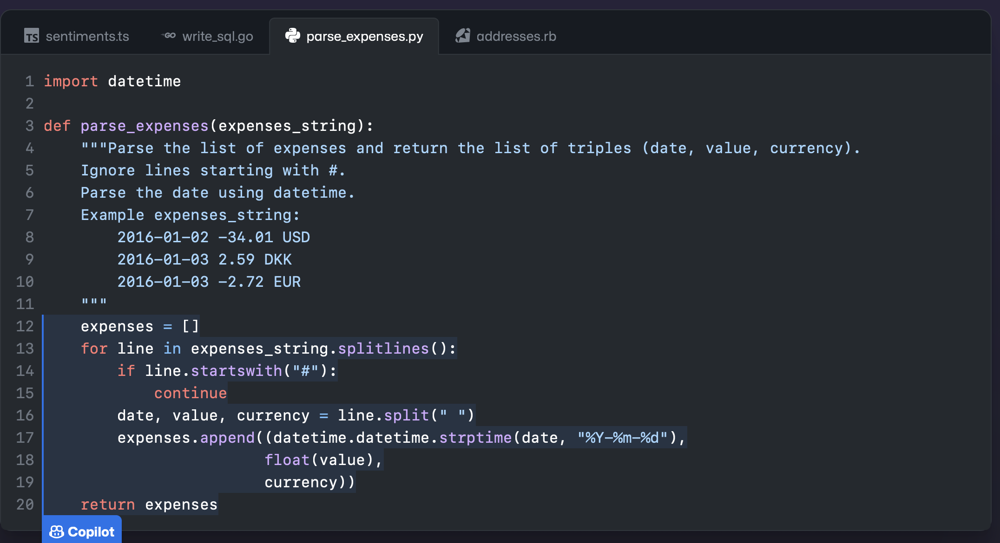 TS sentiments.ts GO write_sql.go parse_expenses.py addresses.rb
1 import datetime
2
3 def parse_expenses(expenses_string):
4     """Parse the list of expenses and return the list of triples (date, value, currency).
5     Ignore lines starting with #.
6     Parse the date using datetime.
7     Example expenses_string:
8         2016-01-02 -34.01 USD
9         2016-01-03 2.59 DKK
10         2016-01-03 -2.72 EUR
11     """
12     expenses = []
13     for line in expenses_string.splitlines():
14         if line.startswith("#"):
15             continue
16         date, value, currency = line.split(" ")
17         expenses.append((datetime.datetime.strptime(date, "%Y-%m-%d"),
18                         float(value),
19                         currency))
20     return expenses
Copilot